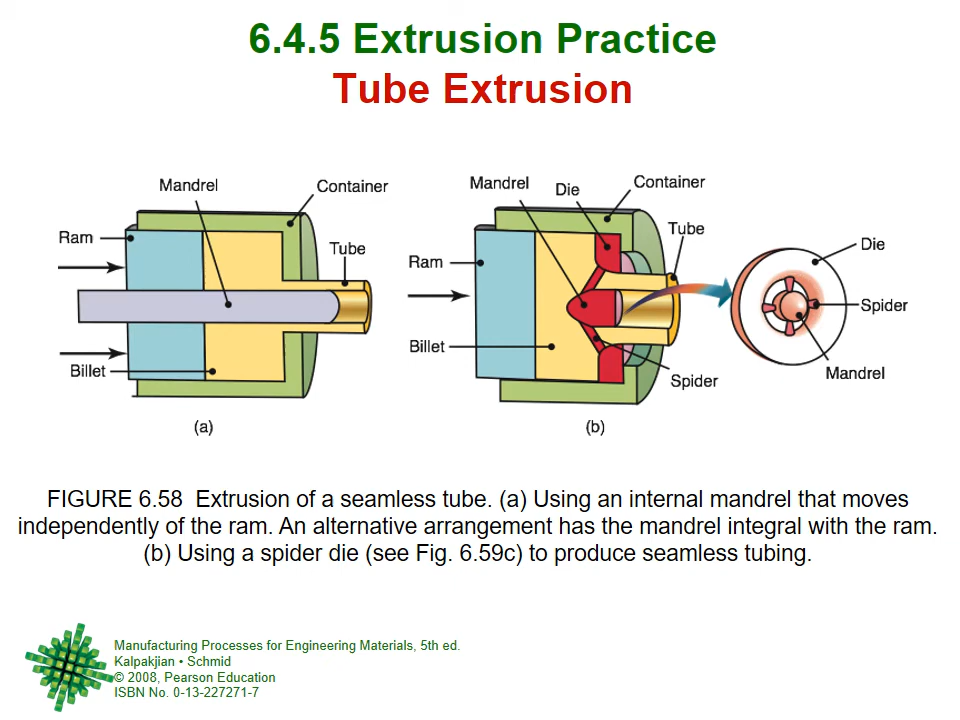 6.4.5 Extrusion Practice
Tube Extrusion
Mandrel
Container
Ram
Tube
Billet
(a)
Mandrel
Die
Container
Tube
Ram
Billet
Spider
(b)
Die
Spider
Mandrel
FIGURE 6.58 Extrusion of a seamless tube. (a) Using an internal mandrel that moves
independently of the ram. An alternative arrangement has the mandrel integral with the ram.
(b) Using a spider die (see Fig. 6.59c) to produce seamless tubing.
Manufacturing Processes for Engineering Materials, 5th ed.
Kalpakjian • Schmid
© 2008, Pearson Education
ISBN No. 0-13-227271-7